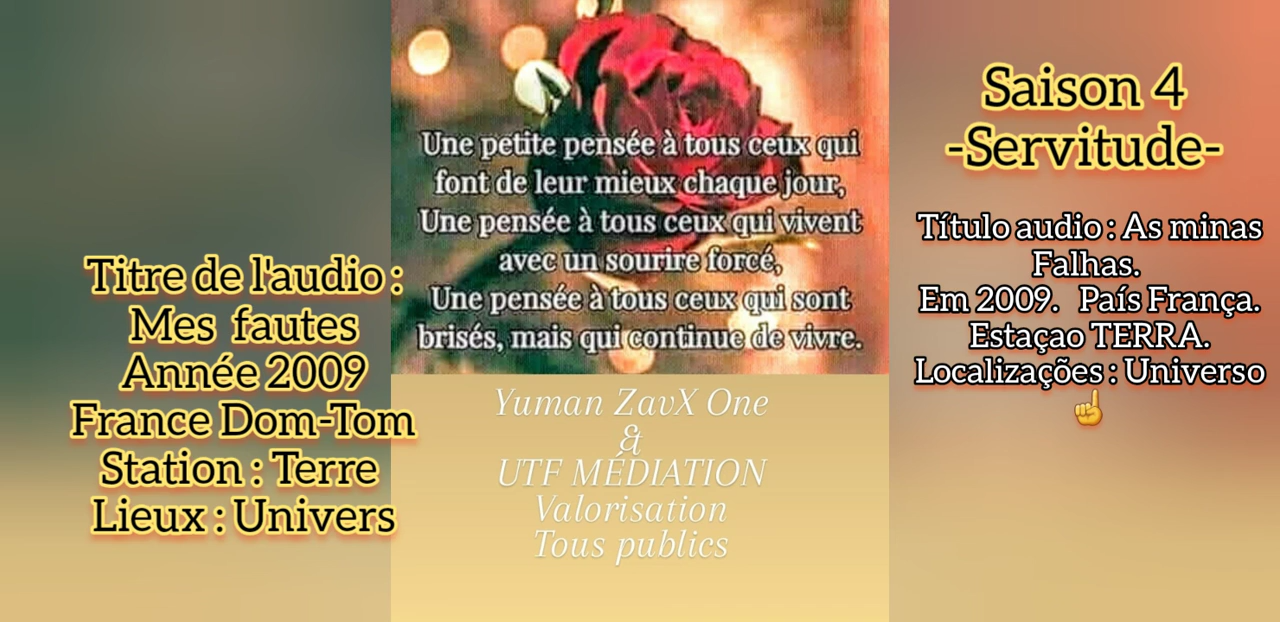 Titre de l'audio :
Mes fautes
Année 2009
France Dom-Tom
Station : Terre
Lieux : Univers
Une petite pensée à tous ceux qui
font de leur mieux chaque jour,
Une pensée à tous ceux qui vivent
avec un sourire forcé,
Une pensée à tous ceux qui sont
brisés, mais qui continue de vivre.
Yuman ZavX One
&
UTF MÉDIATION
Valorisation
Tous publics
Saison 4
-Servitude-
Título audio : As minas
Falhas.
Em 2009. País França.
Estaçao TERRA.
Localizações : Universo
☝